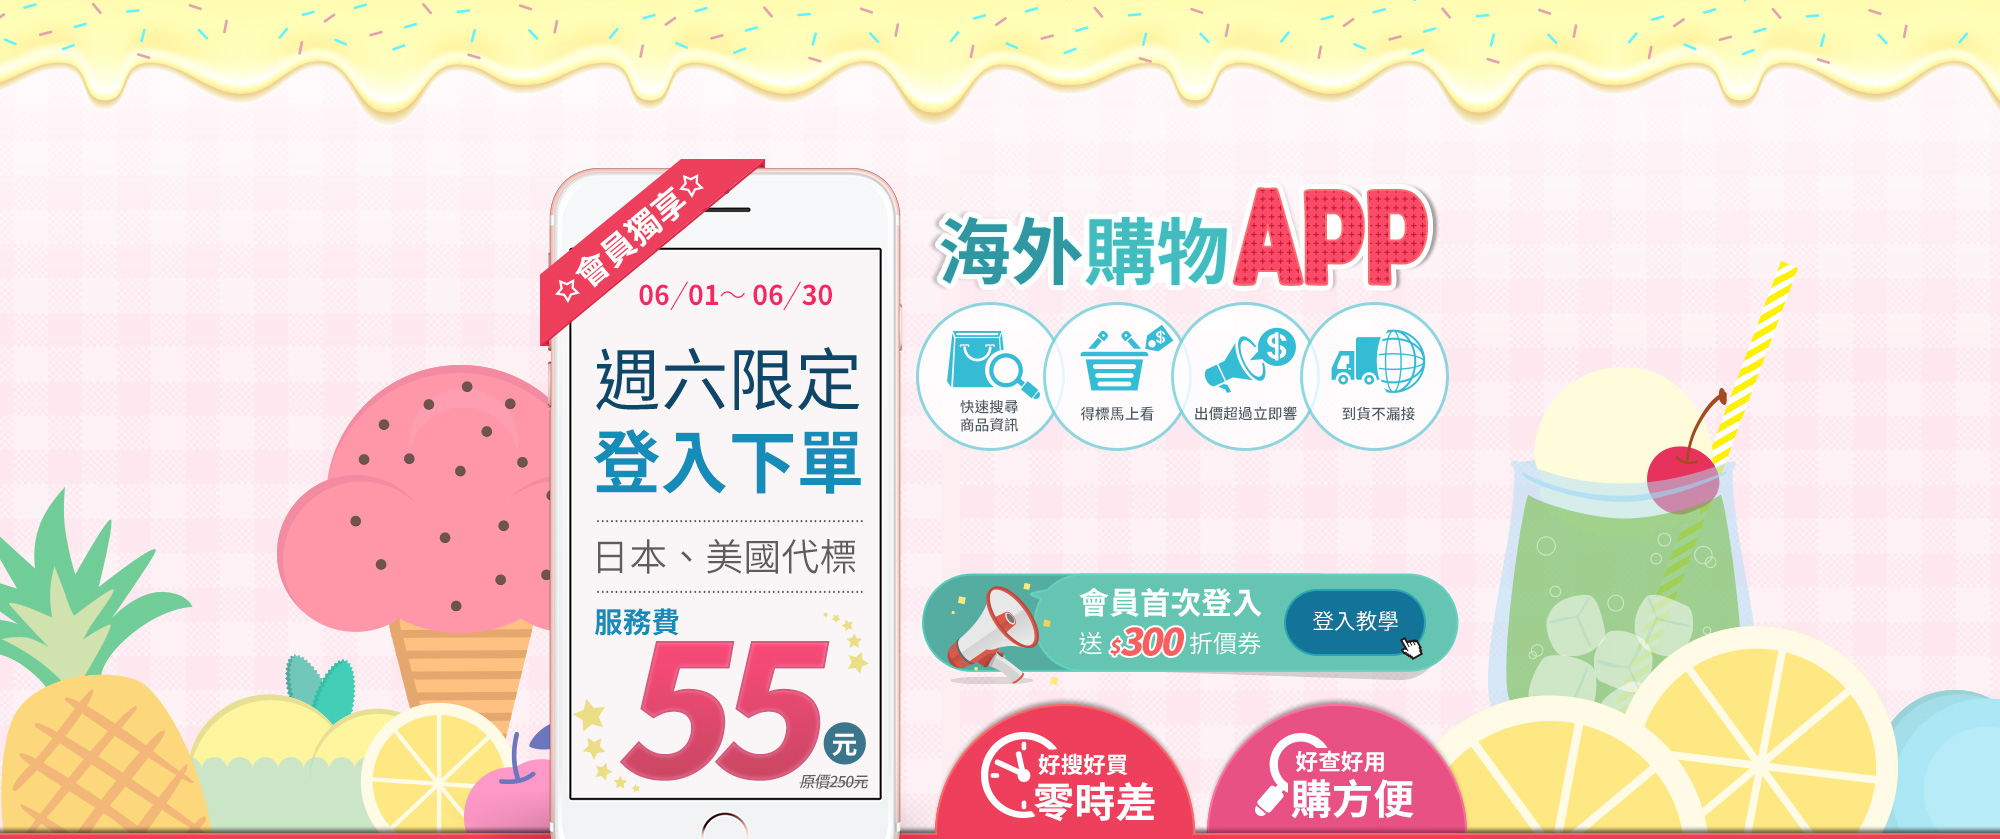 ☆會員獨享☆
06/01～06/30
週六限定
登入下單
日本、美國代標
服務費
55元
原價250元
海外購物APP
快速搜尋
商品資訊
得標馬上看
出價超過立即響
到貨不漏接
會員首次登入
送$300折價券
登入教學
好搜好買
零時差
好查好用
購方便